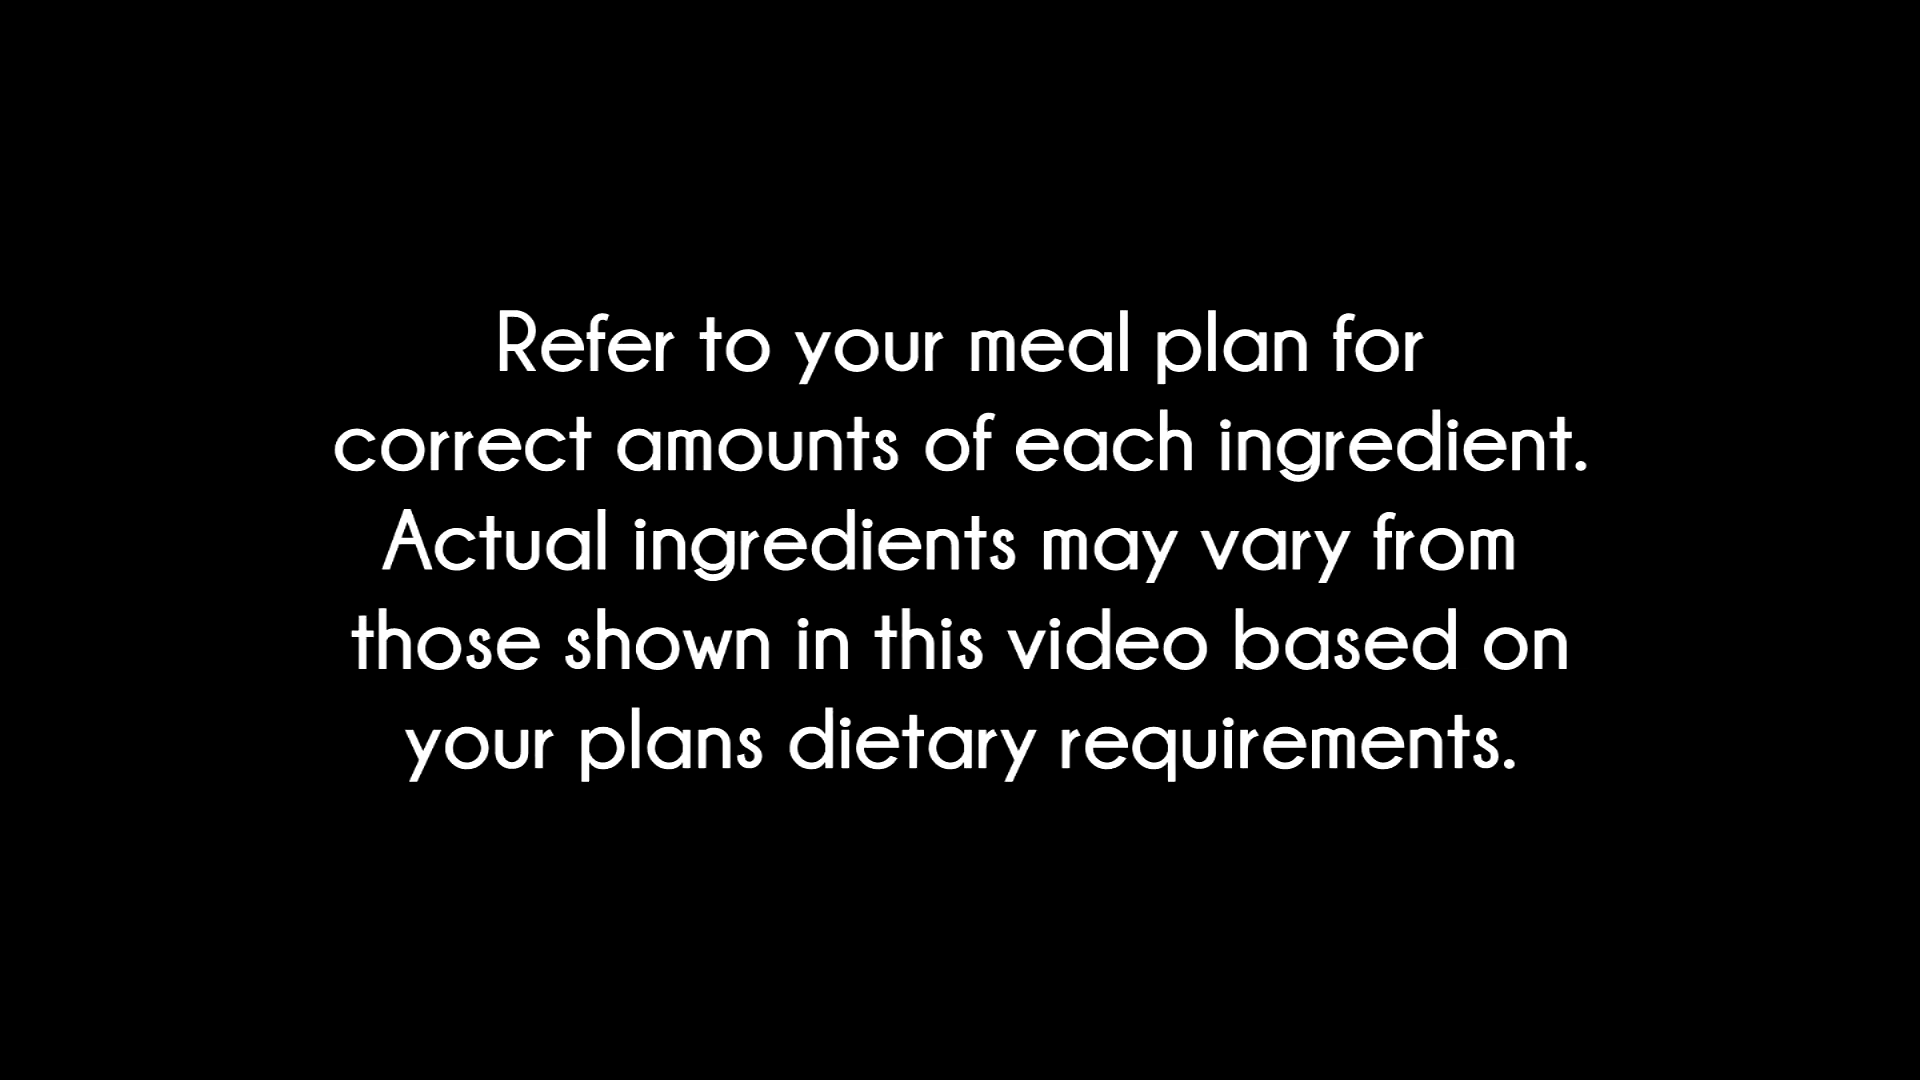 Refer to your meal plan for
correct amounts of each ingredient.
Actual ingredients may vary from
those shown in this video based on
your plans dietary requirements.